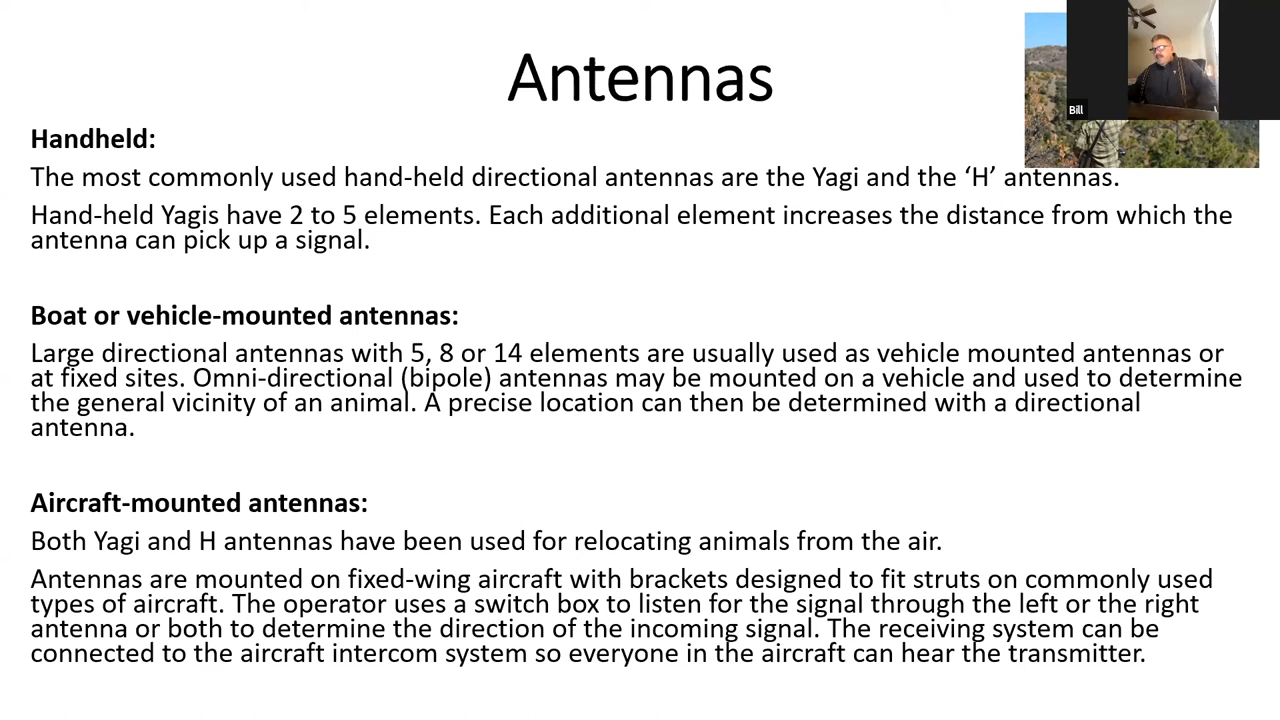 Antennas
Bill
Handheld:
The most commonly used hand-held directional antennas are the Yagi and the ‘H’ antennas.
Hand-held Yagis have 2 to 5 elements. Each additional element increases the distance from which the
antenna can pick up a signal.
Boat or vehicle-mounted antennas:
Large directional antennas with 5, 8 or 14 elements are usually used as vehicle mounted antennas or
at fixed sites. Omni-directional (bipole) antennas may be mounted on a vehicle and used to determine
the general vicinity of an animal. A precise location can then be determined with a directional
antenna.
Aircraft-mounted antennas:
Both Yagi and H antennas have been used for relocating animals from the air.
Antennas are mounted on fixed-wing aircraft with brackets designed to fit struts on commonly used
types of aircraft. The operator uses a switch box to listen for the signal through the left or the right
antenna or both to determine the direction of the incoming signal. The receiving system can be
connected to the aircraft intercom system so everyone in the aircraft can hear the transmitter.